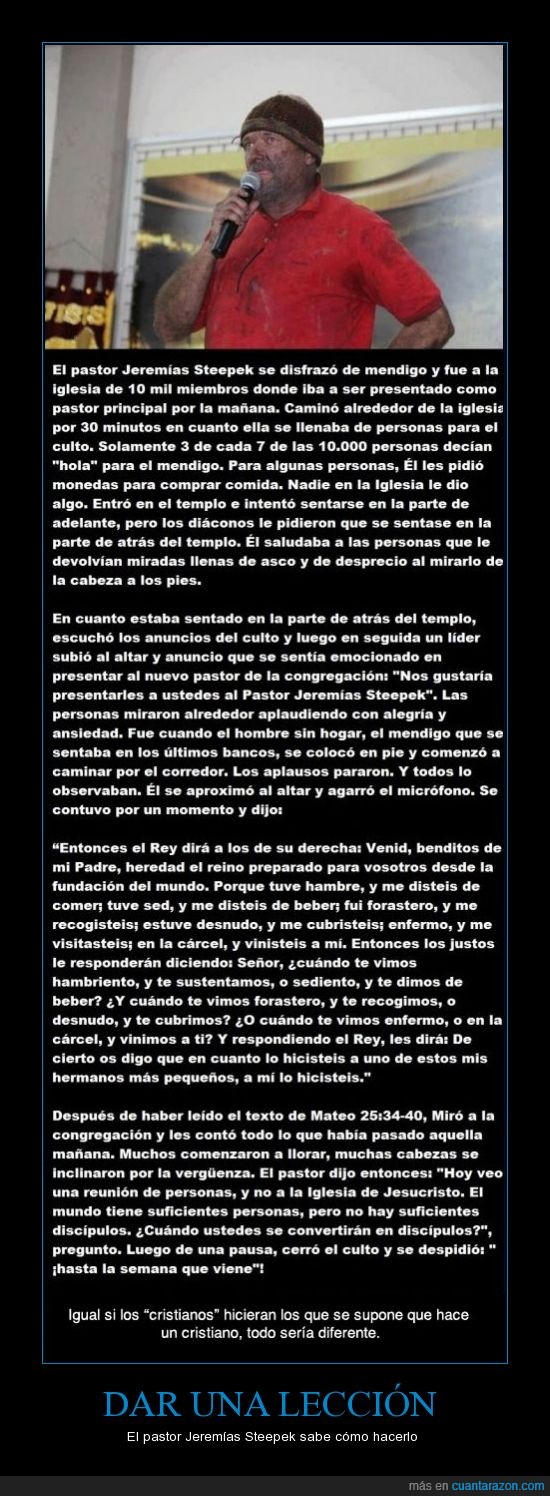 El pastor Jeremías Steepek se disfrazó de mendigo y fue a la
iglesia de 10 mil miembros donde iba a ser presentado como
pastor principal por la mañana. Caminó alrededor de la iglesia
por 30 minutos en cuanto ella se llenaba de personas para el
culto. Solamente 3 de cada 7 de las 10.000 personas decían
"hola" para el mendigo. Para algunas personas, Él les pidió
monedas para comprar comida. Nadie en la Iglesia le dio
algo. Entró en el templo e intentó sentarse en la parte de
adelante, pero los diáconos le pidieron que se sentase en la
parte de atrás del templo. Él saludaba a las personas que le
devolvían miradas llenas de asco y de desprecio al mirarlo de
la cabeza a los pies.

En cuanto estaba sentado en la parte de atrás del templo,
escuchó los anuncios del culto y luego en seguida un líder
subió al altar y anuncio que se sentía emocionado en
presentar al nuevo pastor de la congregación: "Nos gustaría
presentarles a ustedes al Pastor Jeremías Steepek". Las
personas miraron alrededor aplaudiendo con alegría y
ansiedad. Fue cuando el hombre sin hogar, el mendigo que se
sentaba en los últimos bancos, se colocó en pie y comenzó a
caminar por el corredor. Los aplausos pararon. Y todos lo
observaban. Él se aproximó al altar y agarró el micrófono. Se
contuvo por un momento y dijo:

“Entonces el Rey dirá a los de su derecha: Venid, benditos de
mi Padre, heredad el reino preparado para vosotros desde la
fundación del mundo. Porque tuve hambre, y me disteis de
comer; tuve sed, y me disteis de beber; fui forastero, y me
recogisteis; estuve desnudo, y me cubristeis; enfermo, y me
visitasteis; en la cárcel, y vinisteis a mí. Entonces los justos
le responderán diciendo: Señor, ¿cuándo te vimos
hambriento, y te sustentamos, o sediento, y te dimos de
beber? ¿Y cuándo te vimos forastero, y te recogimos, o
desnudo, y te cubrimos? ¿O cuándo te vimos enfermo, o en la
cárcel, y vinimos a ti? Y respondiendo el Rey, les dirá: De
cierto os digo que en cuanto lo hicisteis a uno de estos mis
hermanos más pequeños, a mí lo hicisteis."

Después de haber leído el texto de Mateo 25:34-40, Miró a la
congregación y les contó todo lo que había pasado aquella
mañana. Muchos comenzaron a llorar, muchas cabezas se
inclinaron por la vergüenza. El pastor dijo entonces: "Hoy veo
una reunión de personas, y no a la Iglesia de Jesucristo. El
mundo tiene suficientes personas, pero no hay suficientes
discípulos. ¿Cuándo ustedes se convertirán en discípulos?",
pregunto. Luego de una pausa, cerró el culto y se despidió: "
¡hasta la semana que viene"!

Igual si los “cristianos” hicieran los que se supone que hace
un cristiano, todo sería diferente.

DAR UNA LECCIÓN
El pastor Jeremías Steepek sabe cómo hacerlo
más en cuantarazon.com